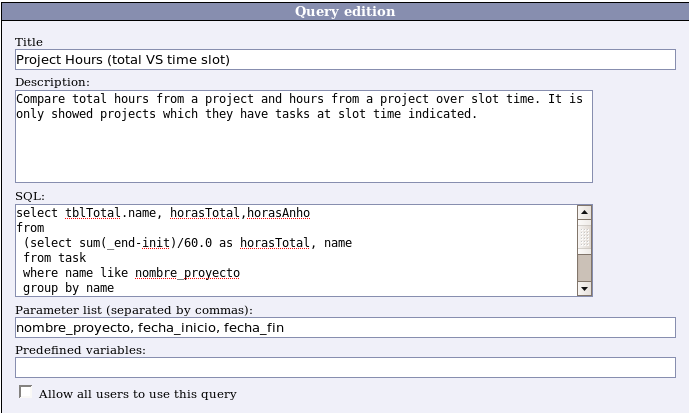 Query edition
Title
Project Hours (total VS time slot)
Description:
Compare total hours from a project and hours from a project over slot time. It is
only showed projects which they have tasks at slot time indicated.
SQL:
select tblTotal.name, horasTotal,horasAnho
from
(select sum(_end-init)/60.0 as horasTotal, name
from task
where name like nombre_proyecto
group by name
Parameter list (separated by commas):
nombre_proyecto, fecha_inicio, fecha_fin
Predefined variables:
Allow all users to use this query